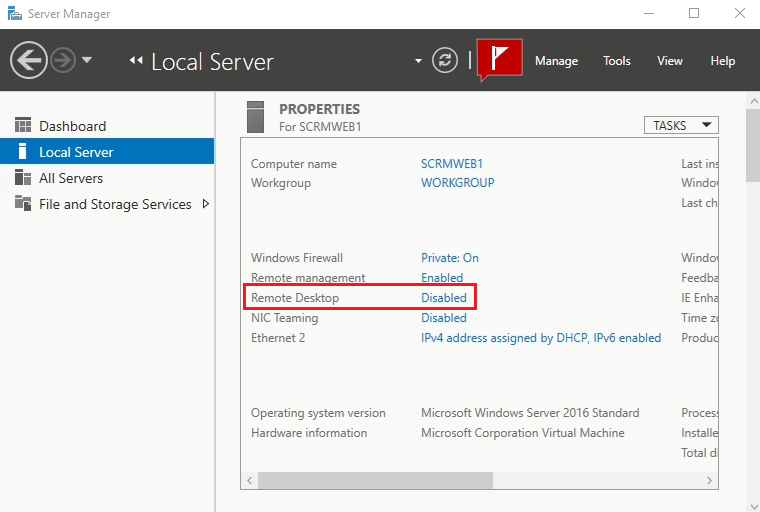 Server Manager
Local Server
Manage Tools View Help
Dashboard
Local Server
All Servers
File and Storage Services
PROPERTIES
For SCRMWEB1
TASKS
Computer name SCRMWEB1 Last ins
Workgroup WORKGROUP Window
Last ch
Windows Firewall Private: On Window
Remote management Enabled Feedba
Remote Desktop Disabled IE Enha
NIC Teaming Disabled Time zo
Ethernet 2 IPv4 address assigned by DHCP, IPv6 enabled Produc
Operating system version Microsoft Windows Server 2016 Standard Process
Hardware information Microsoft Corporation Virtual Machine Installe
Total di